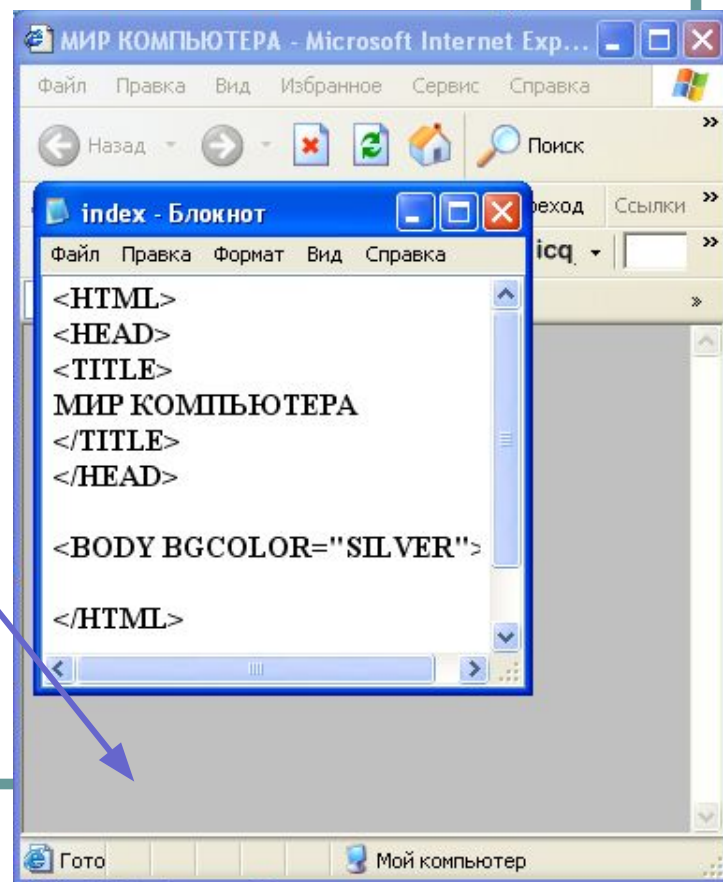 МИР КОМПЬЮТЕРА - Microsoft Internet Exp...
Файл Правка Вид Избранное Сервис Справка
Назад Поиск »
еход Ссылки »
icq »
»
index - Блокнот
Файл Правка Формат Вид Справка
<HTML>
<HEAD>
<TITLE>
МИР КОМПЬЮТЕРА
</TITLE>
</HEAD>
<BODY BGCOLOR="SILVER">
</HTML>
Гото Мой компьютер